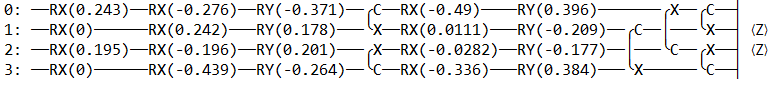 0: ──RX(0.243)──RX(-0.276)──RY(-0.371)──╭C──RX(-0.49)────RY(0.396)───────────╭X──╭C──┤
1: ──RX(0)──────RX(0.242)───RY(0.178)───╰X──RX(0.0111)──RY(-0.209)──╭C──│───╰X──┤ ⟨Z⟩
2: ──RX(0.195)──RX(-0.196)──RY(0.201)───╭X──RX(-0.0282)──RY(-0.177)──│───╰C──╭X──┤ ⟨Z⟩
3: ──RX(0)──────RX(-0.439)──RY(-0.264)──╰C──RX(-0.336)───RY(0.384)───╰X───────╰C──┤